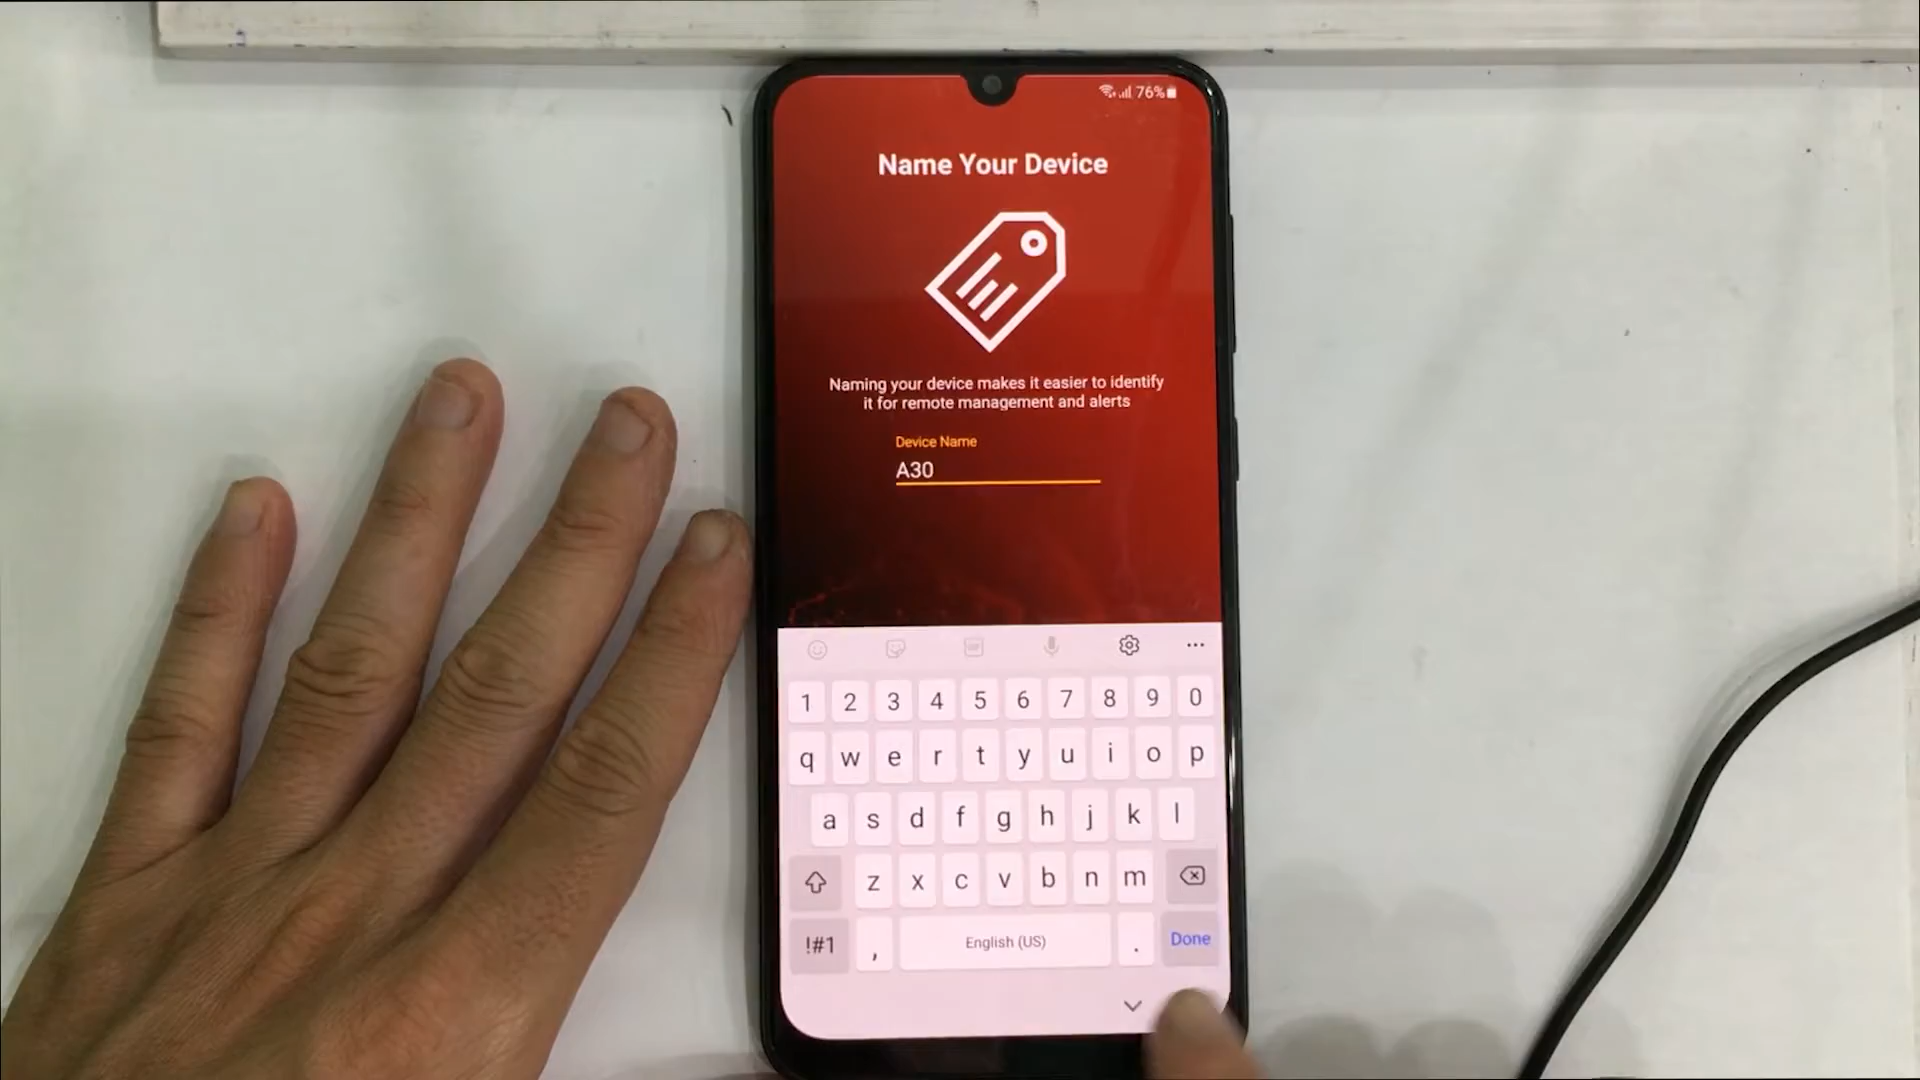 76%
Name Your Device
Naming your device makes it easier to identify
it for remote management and alerts
Device Name
A30
GIF
1 2 3 4 5 6 7 8 9 0
q w e r t y u i o p
a s d f g h j k l
z x c v b n m
!#1 , English (US) . Done